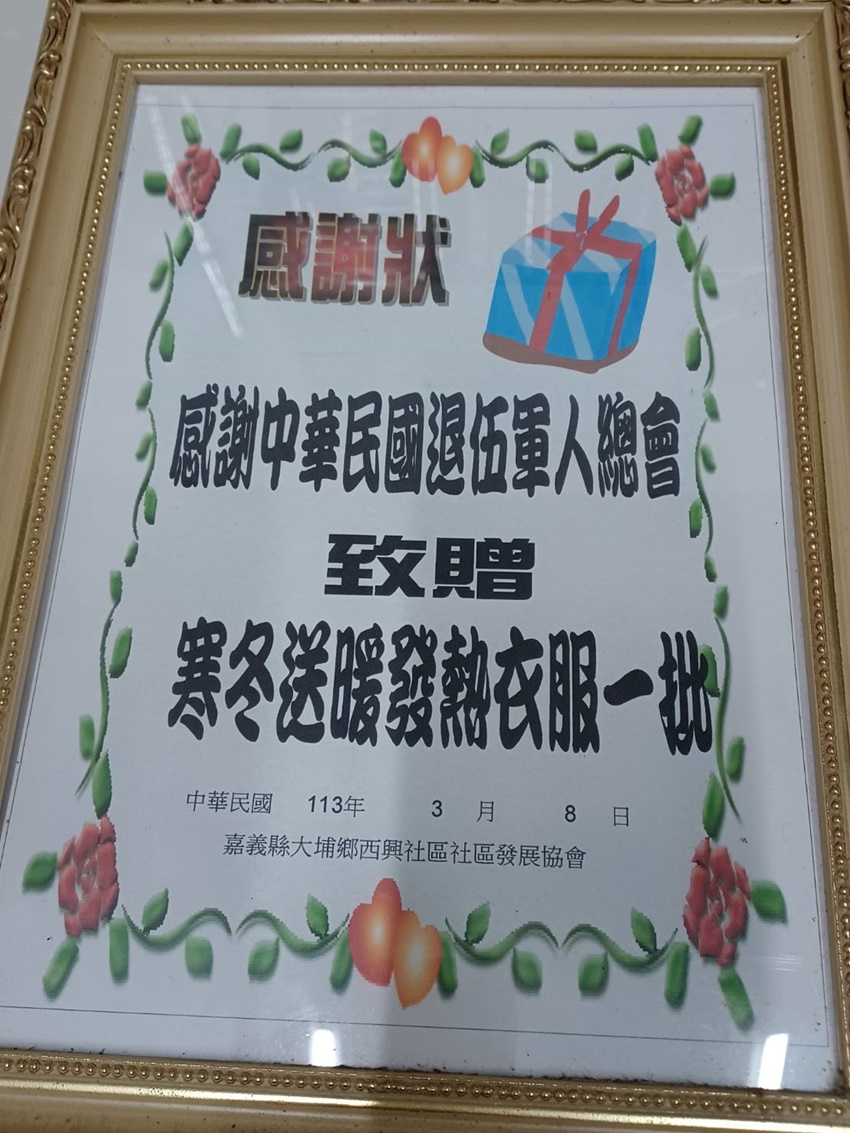 感謝狀
感謝中華民國退伍軍人總會
致贈
寒冬送暖發熱衣服一批
中華民國 113年 3 月 8 日
嘉義縣大埔鄉西興社區社區發展協會